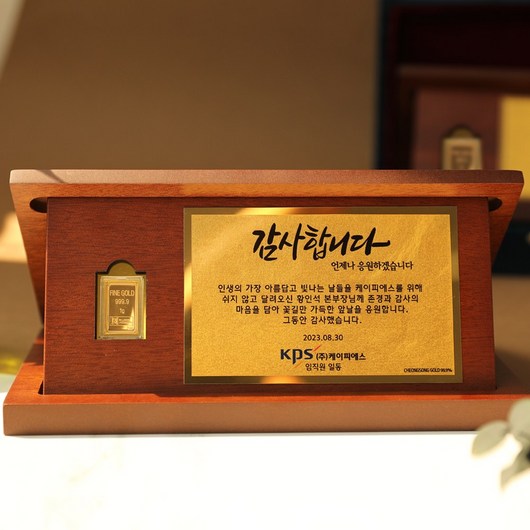 감사합니다
언제나 응원하겠습니다
인생의 가장 아름답고 빛나는 날들을 케이피에스를 위해
쉬지 않고 달려오신 황인석 본부장님께 존경과 감사의
마음을 담아 꽃길만 가득한 앞날을 응원합니다.
그동안 감사했습니다.
2023.08.30
KPS (주)케이피에스
임직원 일동
CHEONGSONG GOLD 99.9%
FINE GOLD
999.9
1g